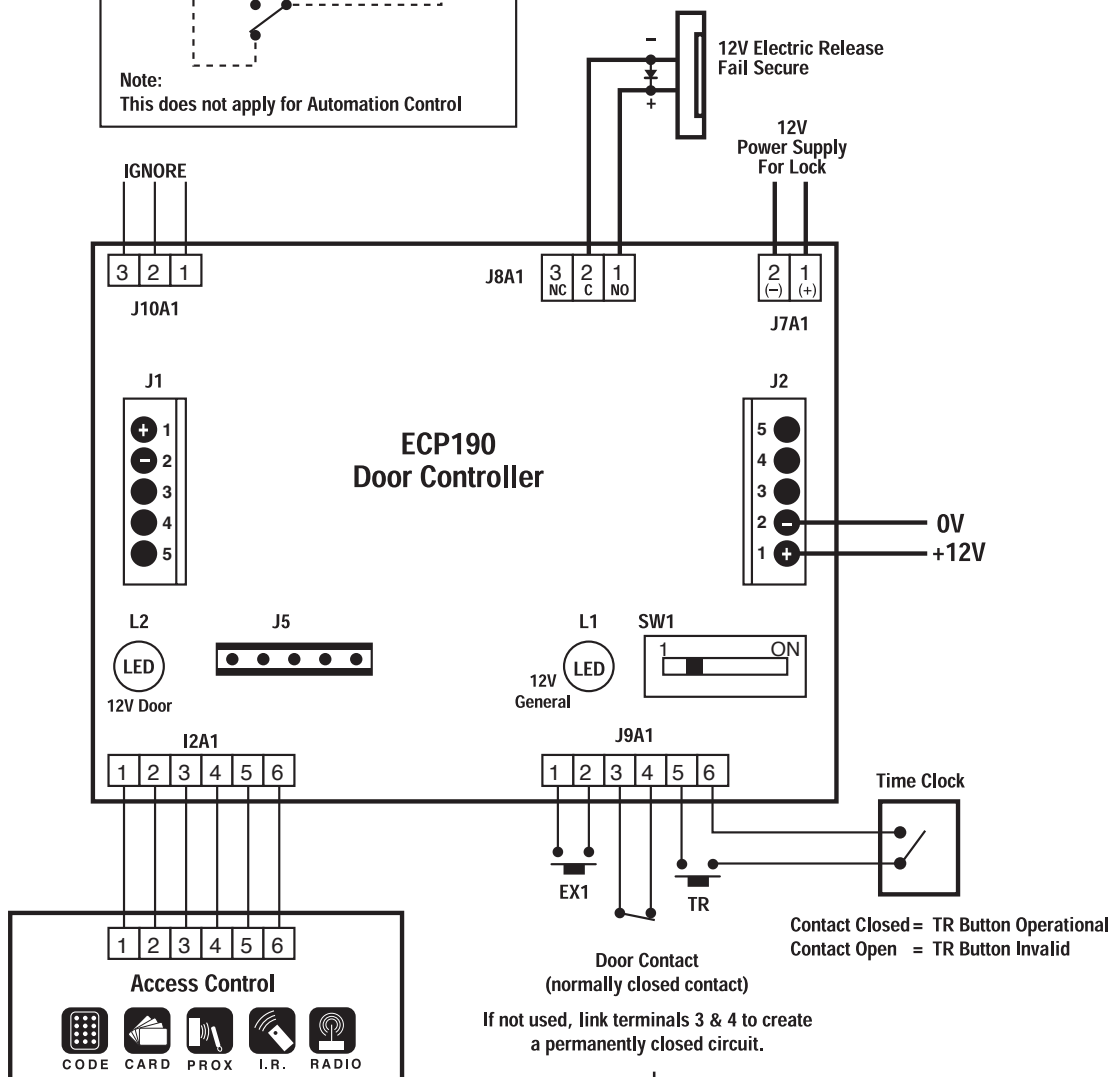 Note:
This does not apply for Automation Control
−
+
12V Electric Release
Fail Secure
12V
Power Supply
For Lock
IGNORE
3 2 1
J10A1
J8A1
3 2 1
NC C NO
2 1
(−) (+)
J7A1
J1
+ 1
− 2
3
4
5
ECP190
Door Controller
J2
5
4
3
2 −
1 +
0V
+12V
L2
LED
12V Door
J5
L1
LED
12V
General
SW1
1 ON
I2A1
1 2 3 4 5 6
J9A1
1 2 3 4 5 6
EX1
TR
Time Clock
Contact Closed = TR Button Operational
Contact Open = TR Button Invalid
Door Contact
(normally closed contact)
If not used, link terminals 3 & 4 to create
a permanently closed circuit.
1 2 3 4 5 6
Access Control
CODE CARD PROX I.R. RADIO